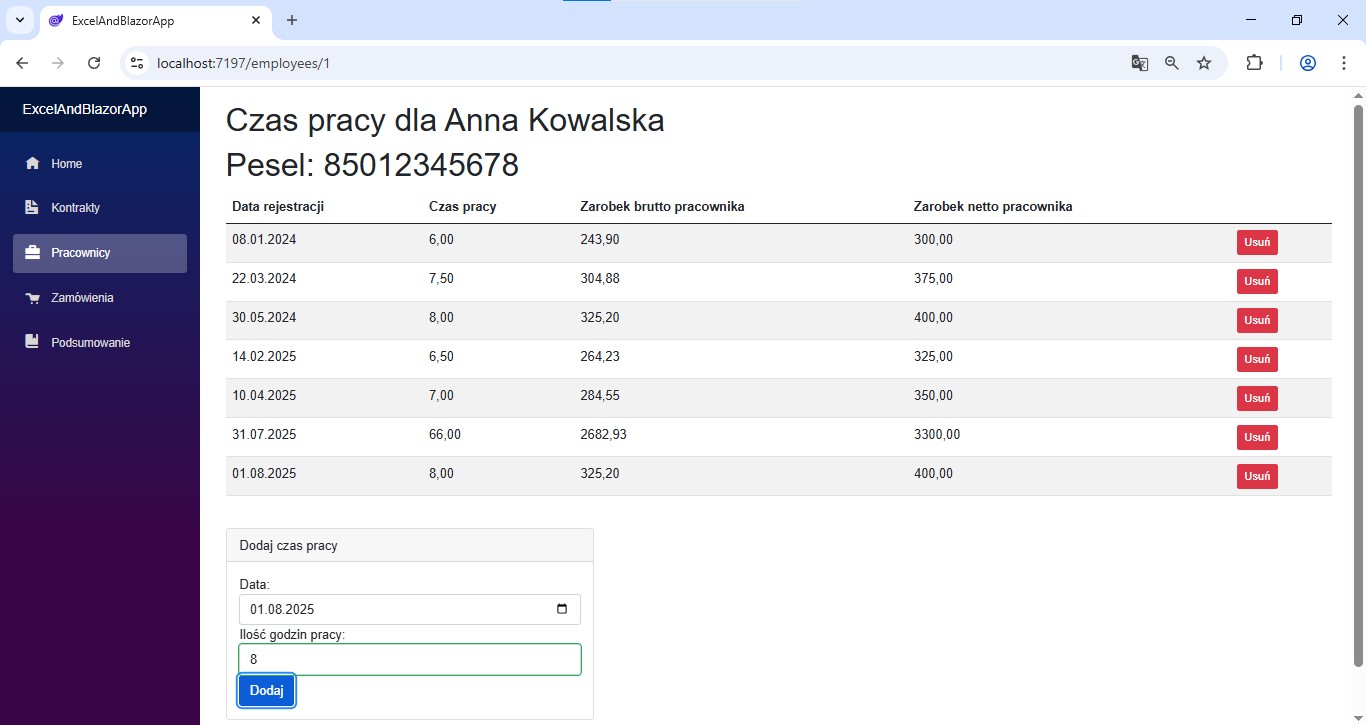 ExcelAndBlazorApp
localhost:7197/employees/1
ExcelAndBlazorApp
Home
Kontrakty
Pracownicy
Zamówienia
Podsumowanie
Czas pracy dla Anna Kowalska
Pesel: 85012345678
Data rejestracji Czas pracy Zarobek brutto pracownika Zarobek netto pracownika
08.01.2024 6,00 243,90 300,00 Usuń
22.03.2024 7,50 304,88 375,00 Usuń
30.05.2024 8,00 325,20 400,00 Usuń
14.02.2025 6,50 264,23 325,00 Usuń
10.04.2025 7,00 284,55 350,00 Usuń
31.07.2025 66,00 2682,93 3300,00 Usuń
01.08.2025 8,00 325,20 400,00 Usuń
Dodaj czas pracy
Data:
01.08.2025
Ilość godzin pracy:
8
Dodaj